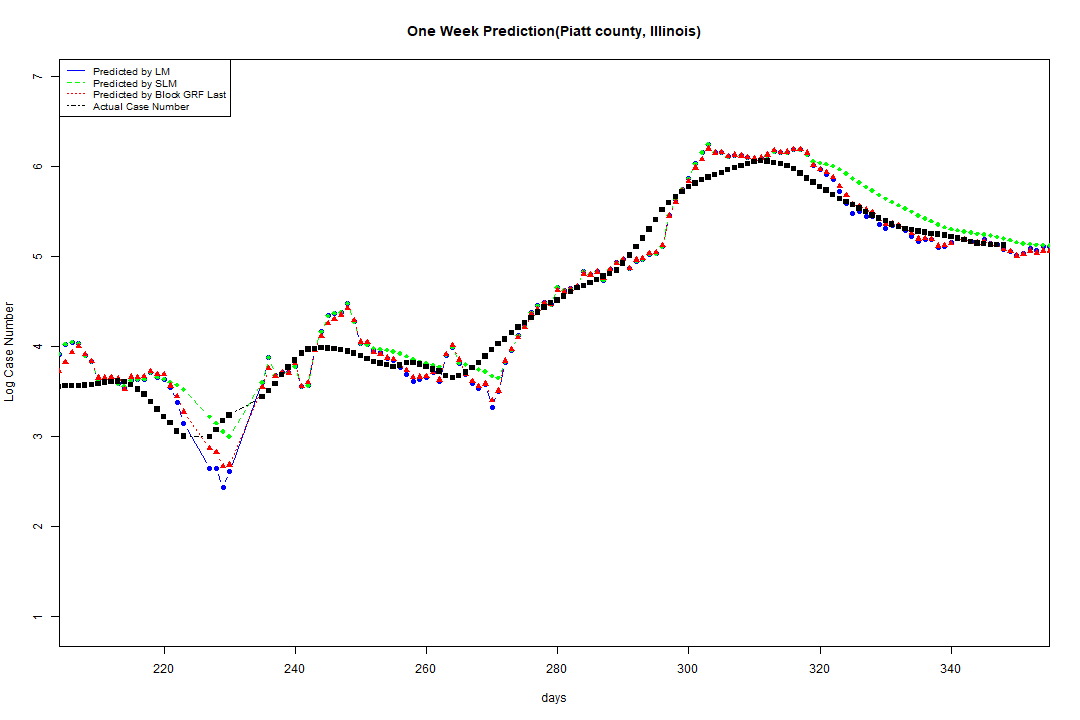 One Week Prediction(Piatt county, Illinois)
Predicted by LM
Predicted by SLM
Predicted by Block GRF Last
Actual Case Number
7
6
5
4
3
2
1
Log Case Number
220 240 260 280 300 320 340
days